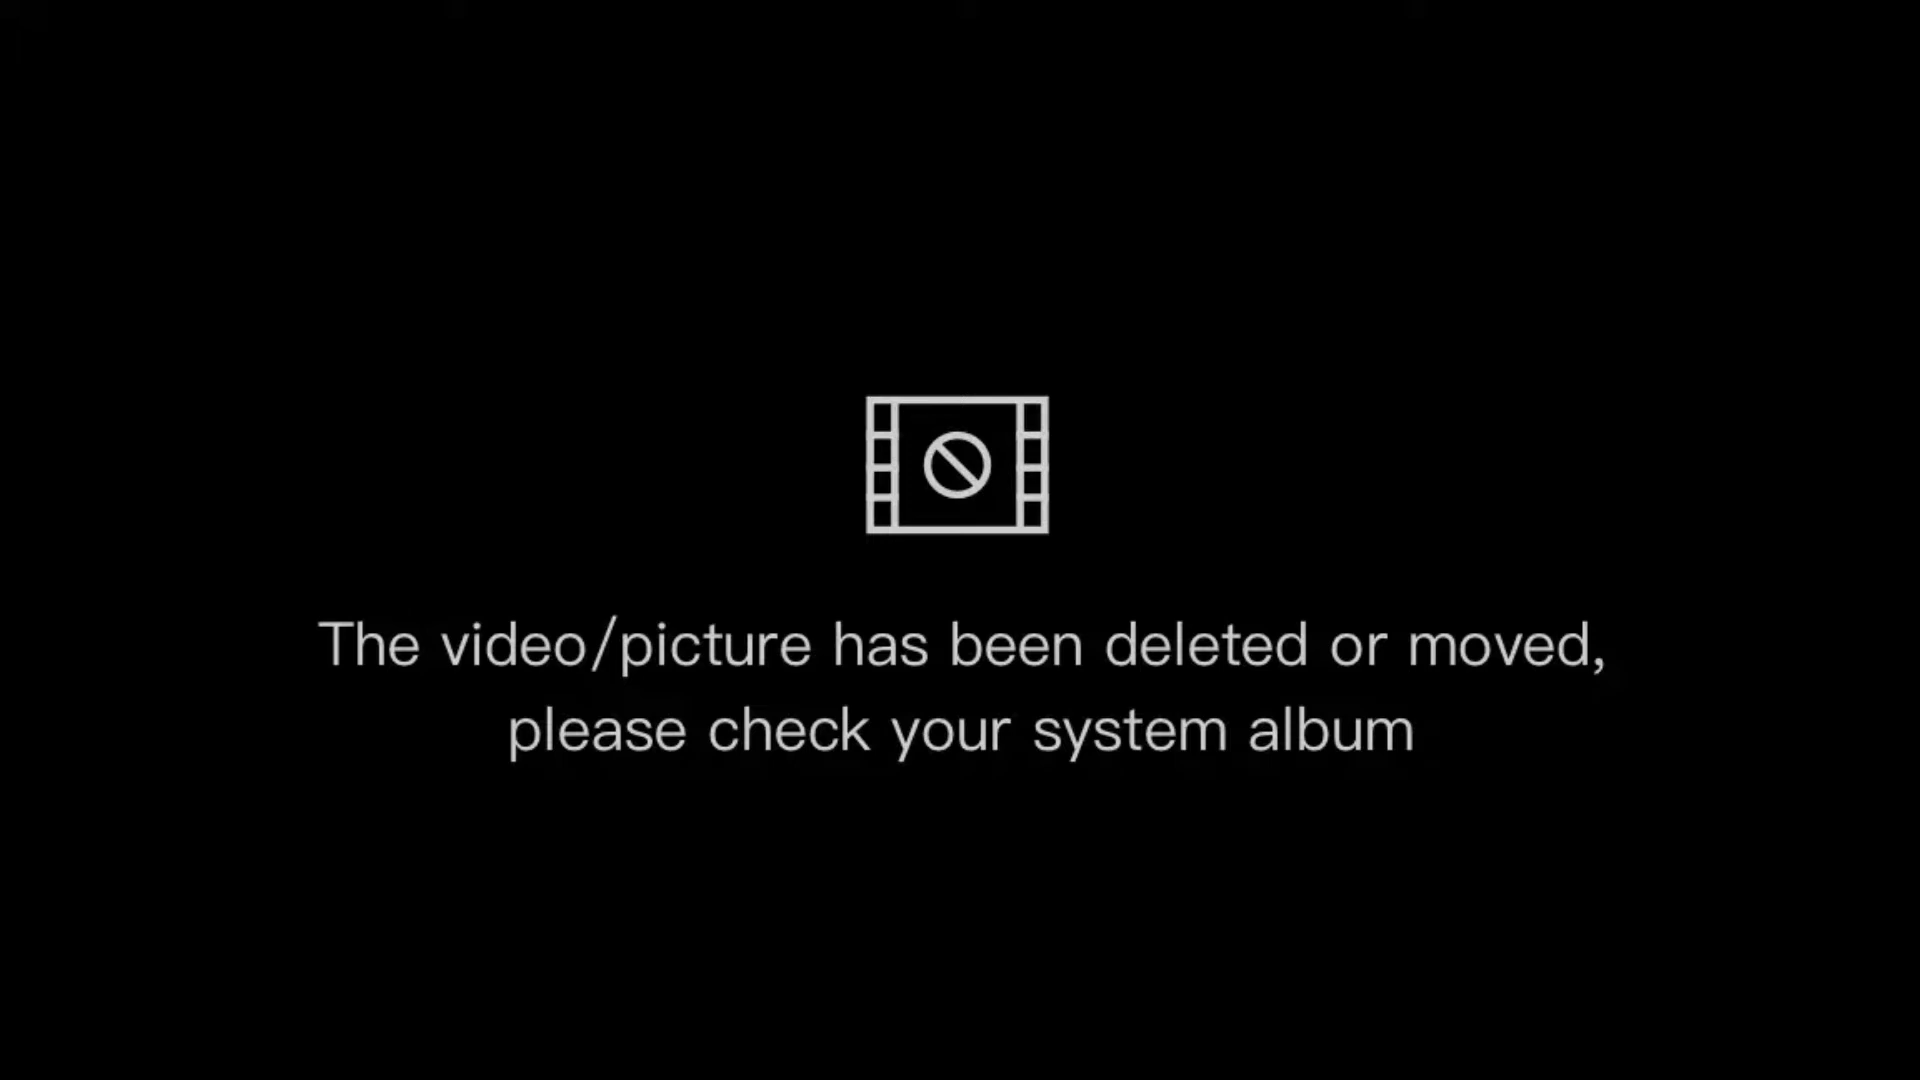 The video/picture has been deleted or moved,
please check your system album